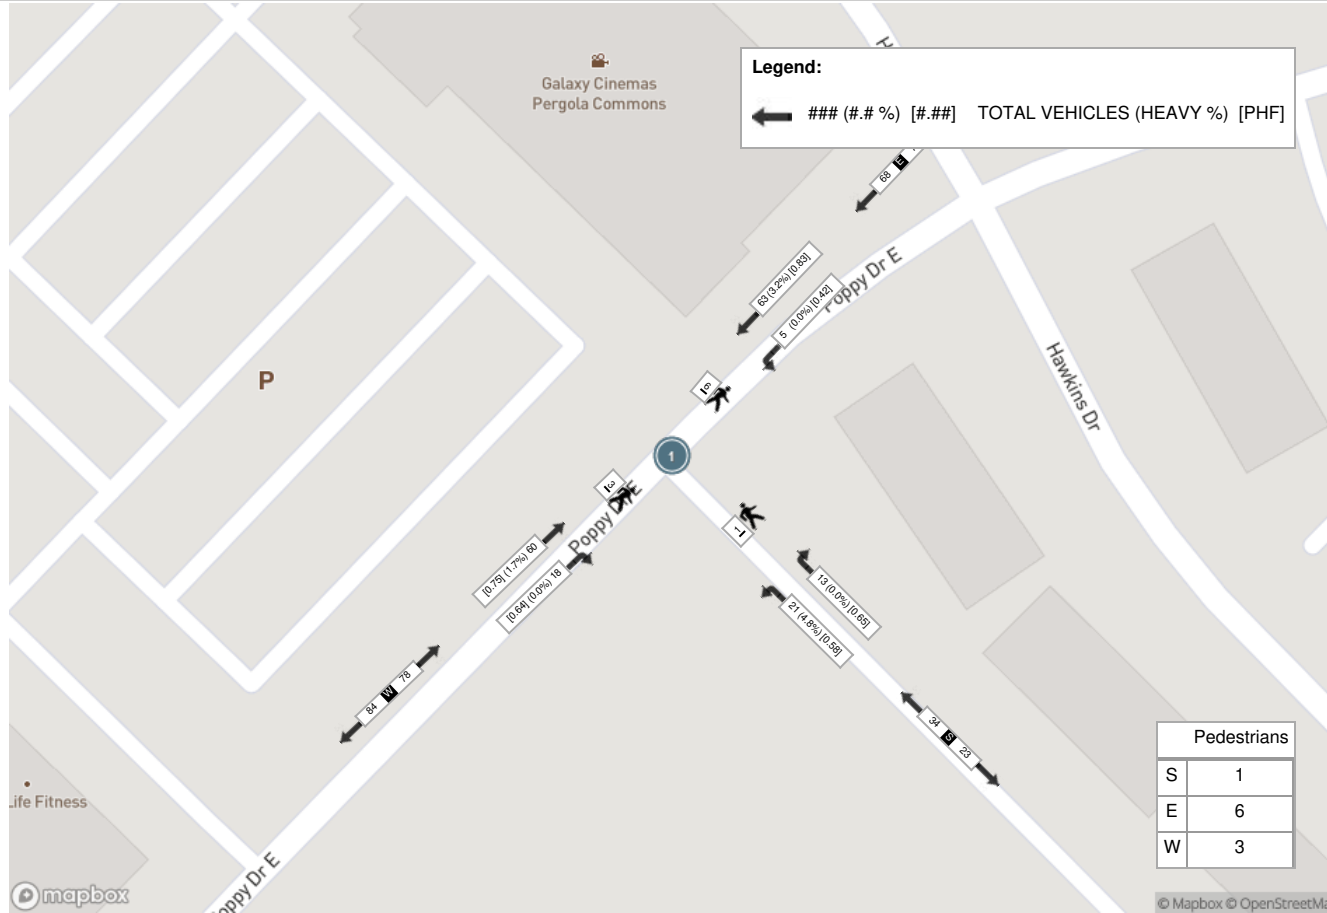 H
Galaxy Cinemas
Pergola Commons
Legend:
### (#.# %) [#.##] TOTAL VEHICLES (HEAVY %) [PHF]
68 E
63 (3.2%) [0.83]
5 (0.0%) [0.42]
Poppy Dr E
Hawkins Dr
P
6
1
3
Poppy Dr E
1
[0.75] (1.7%) 60
[0.64] (0.0%) 18
13 (0.0%) [0.65]
21 (4.8%) [0.58]
84 W 78
34 S 23
Pedestrians
S 1
E 6
W 3
Life Fitness
Poppy Dr E
mapbox
© Mapbox © OpenStreetMa